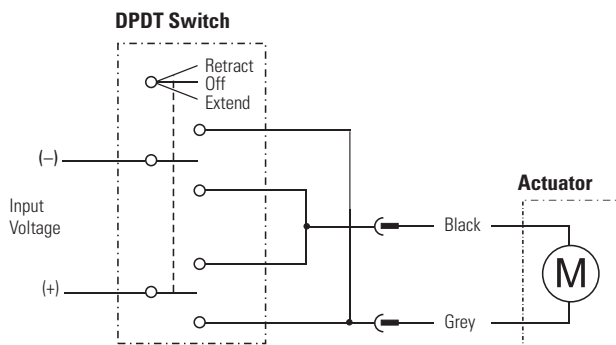 DPDT Switch
Retract
Off
Extend
(–)
Input
Voltage
(+)
Actuator
Black
M
Grey